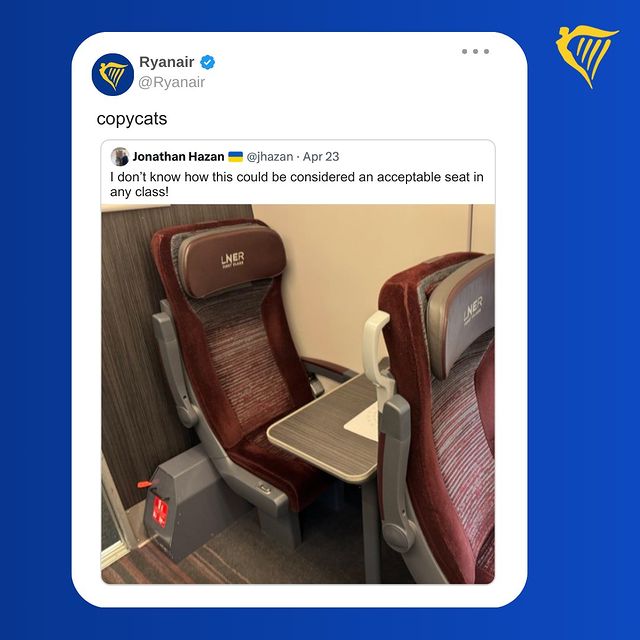 Ryanair
@Ryanair
copycats
Jonathan Hazan 🇺🇦 @jhazan · Apr 23
I don't know how this could be considered an acceptable seat in
any class!
LNER
FIRST CLASS
LNER